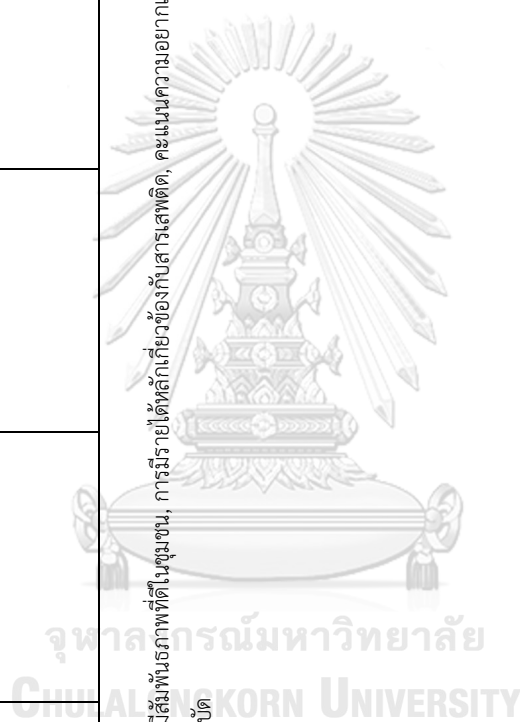 มีสัมพันธภาพที่ดีในชุมชน, การมีรายได้หลักเกี่ยวข้องกับสารเสพติด, คะแนนความอยากเ
บัด
จุฬาลงกรณ์มหาวิทยาลัย
CHULALONGKORN UNIVERSITY